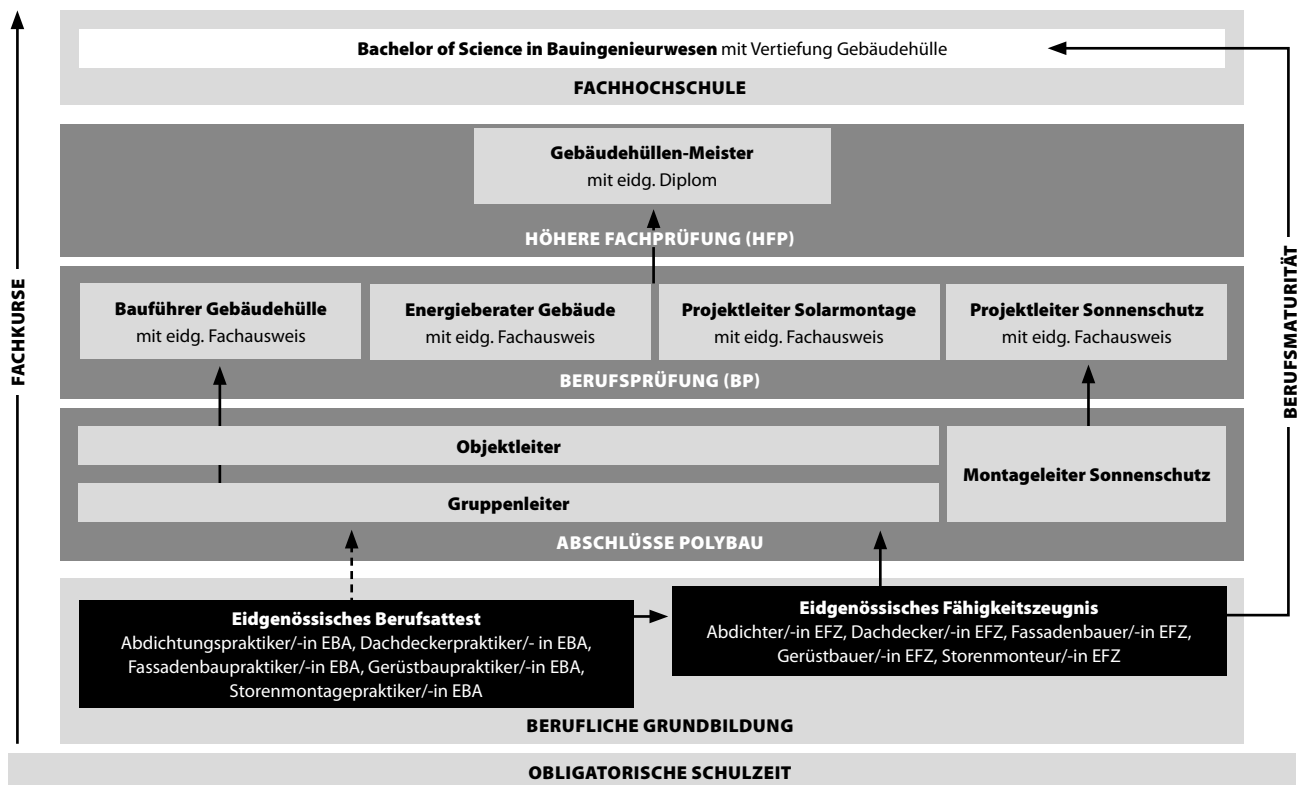 Bachelor of Science in Bauingenieurwesen mit Vertiefung Gebäudehülle
FACHHOCHSCHULE
Gebäudehüllen-Meister
mit eidg. Diplom
HÖHERE FACHPRÜFUNG (HFP)
Bauführer Gebäudehülle
mit eidg. Fachausweis
Energieberater Gebäude
mit eidg. Fachausweis
Projektleiter Solarmontage
mit eidg. Fachausweis
Projektleiter Sonnenschutz
mit eidg. Fachausweis
BERUFSPRÜFUNG (BP)
Objektleiter
Gruppenleiter
Montageleiter Sonnenschutz
ABSCHLÜSSE POLYBAU
Eidgenössisches Berufsattest
Abdichtungspraktiker/-in EBA, Dachdeckerpraktiker/- in EBA,
Fassadenbaupraktiker/-in EBA, Gerüstbaupraktiker/-in EBA,
Storenmontagepraktiker/-in EBA
Eidgenössisches Fähigkeitszeugnis
Abdichter/-in EFZ, Dachdecker/-in EFZ, Fassadenbauer/-in EFZ,
Gerüstbauer/-in EFZ, Storenmonteur/-in EFZ
BERUFLICHE GRUNDBILDUNG
OBLIGATORISCHE SCHULZEIT
FACHKURSE
BERUFSMATURITÄT